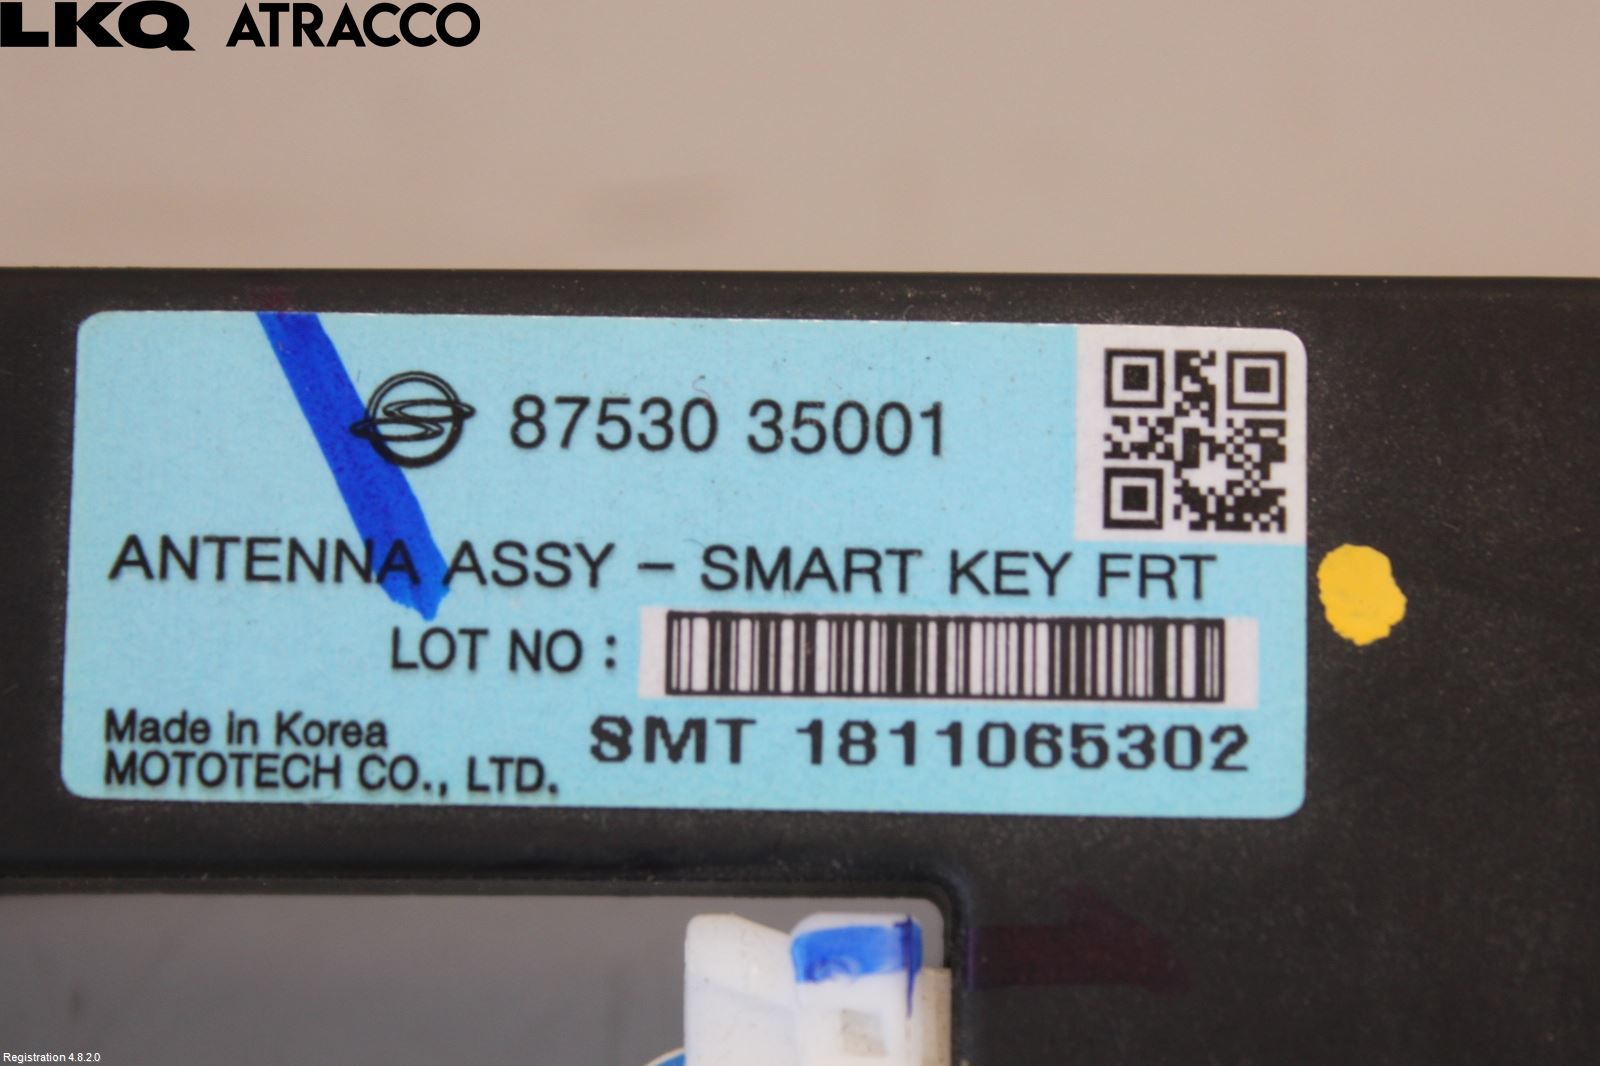 LKQ ATRACCO
87530 35001
ANTENNA ASSY - SMART KEY FRT
LOT NO :
SMT 1811065302
Made in Korea
MOTOTECH CO., LTD.
Registration 4.8.2.0